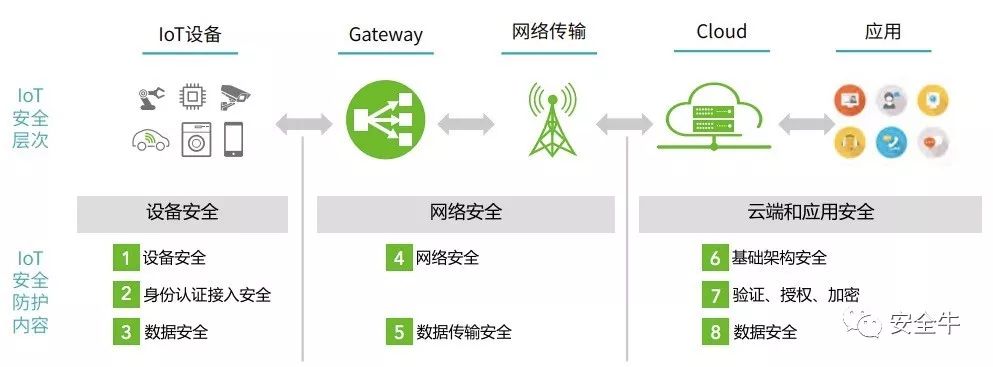 IoT设备
Gateway
网络传输
Cloud
应用
IoT
安全
层次
设备安全
网络安全
云端和应用安全
IoT
安全
防护
内容
1 设备安全
2 身份认证接入安全
3 数据安全
4 网络安全
5 数据传输安全
6 基础架构安全
7 验证、授权、加密
8 数据安全
安全牛